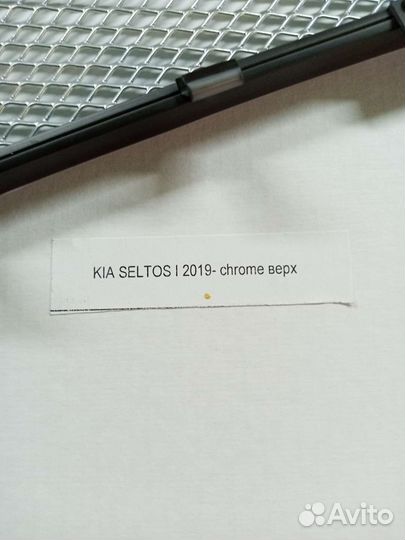 KIA SELTOS I 2019- chrome верх
Avito